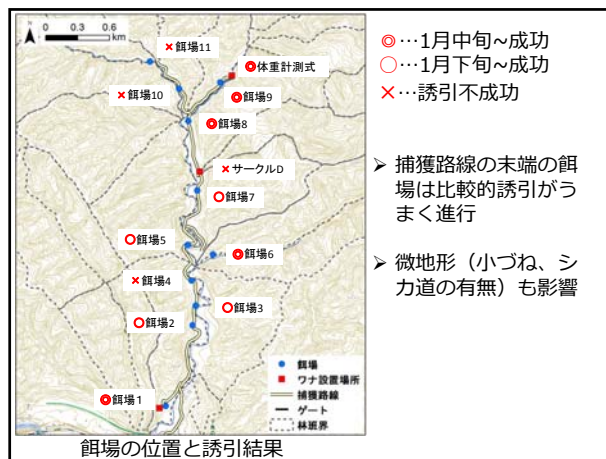 N
0 0.3 0.6
km
×餌場11
◎体重計測式
×餌場10
◎餌場9
◎餌場8
×サークルD
○餌場7
○餌場5
◎餌場6
×餌場4
○餌場3
○餌場2
◎餌場1
餌場
ワナ設置場所
捕獲路線
ゲート
林班界
餌場の位置と誘引結果
◎…1月中旬~成功
○…1月下旬~成功
×…誘引不成功
➢ 捕獲路線の末端の餌
場は比較的誘引がう
まく進行
➢ 微地形（小づね、シ
カ道の有無）も影響